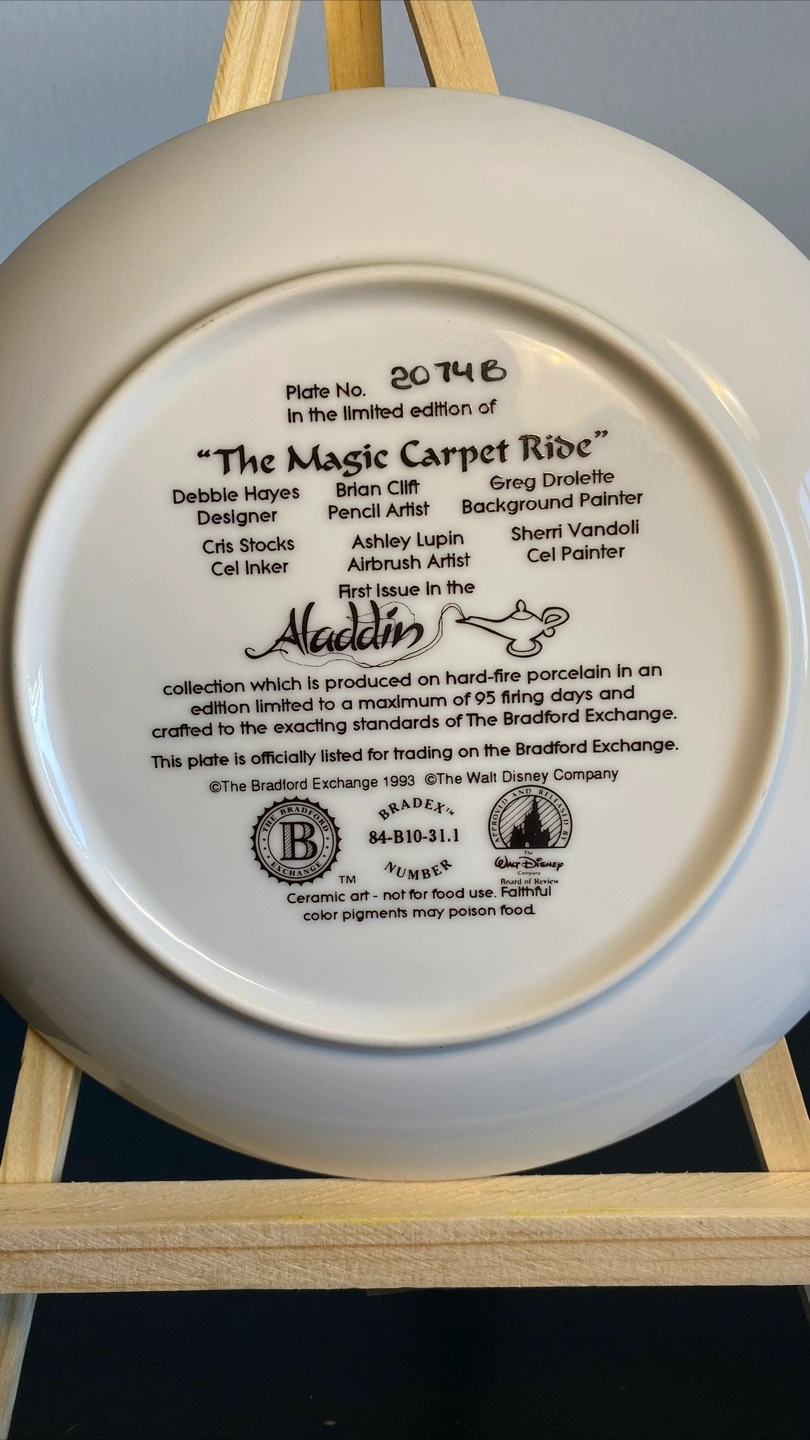 Plate No. 2074B
in the limited edition of
“The Magic Carpet Ride”
Debbie Hayes Brian Clift Greg Drolette
Designer Pencil Artist Background Painter
Cris Stocks Ashley Lupin Sherri Vandoli
Cel Inker Airbrush Artist Cel Painter
First issue in the
Aladdin
collection which is produced on hard-fire porcelain in an
edition limited to a maximum of 95 firing days and
crafted to the exacting standards of The Bradford Exchange.
This plate is officially listed for trading on the Bradford Exchange.
©The Bradford Exchange 1993 ©The Walt Disney Company
THE BRADFORD
B
EXCHANGE
TM
BRADEX™
84-B10-31.1
NUMBER
APPROVED AND RELEASED BY
The
WALT DISNEY
Company
Board of Review
Ceramic art - not for food use. Faithful
color pigments may poison food.